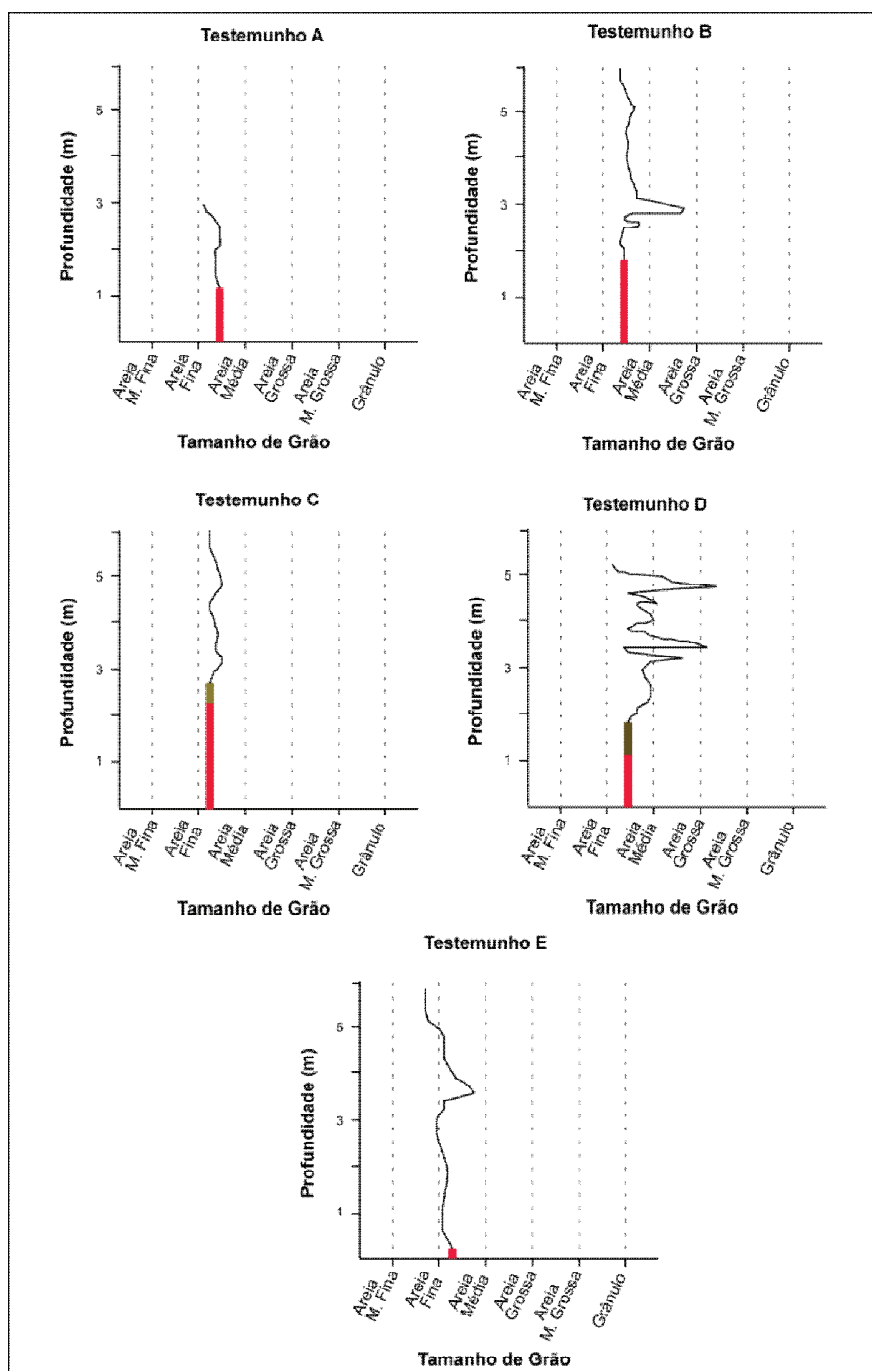 Testemunho A
Profundidade (m)
5
3
1
Areia
M. Fina
Areia
Fina
Areia
Média
Areia
Grossa
Areia
M. Grossa
Grânulo
Tamanho de Grão
Testemunho B
Profundidade (m)
5
3
1
Areia
M. Fina
Areia
Fina
Areia
Média
Areia
Grossa
Areia
M. Grossa
Grânulo
Tamanho de Grão
Testemunho C
Profundidade (m)
5
3
1
Areia
M. Fina
Areia
Fina
Areia
Média
Areia
Grossa
Areia
M. Grossa
Grânulo
Tamanho de Grão
Testemunho D
Profundidade (m)
5
3
1
Areia
M. Fina
Areia
Fina
Areia
Média
Areia
Grossa
Areia
M. Grossa
Grânulo
Tamanho de Grão
Testemunho E
Profundidade (m)
5
3
1
Areia
M. Fina
Areia
Fina
Areia
Média
Areia
Grossa
Areia
M. Grossa
Grânulo
Tamanho de Grão